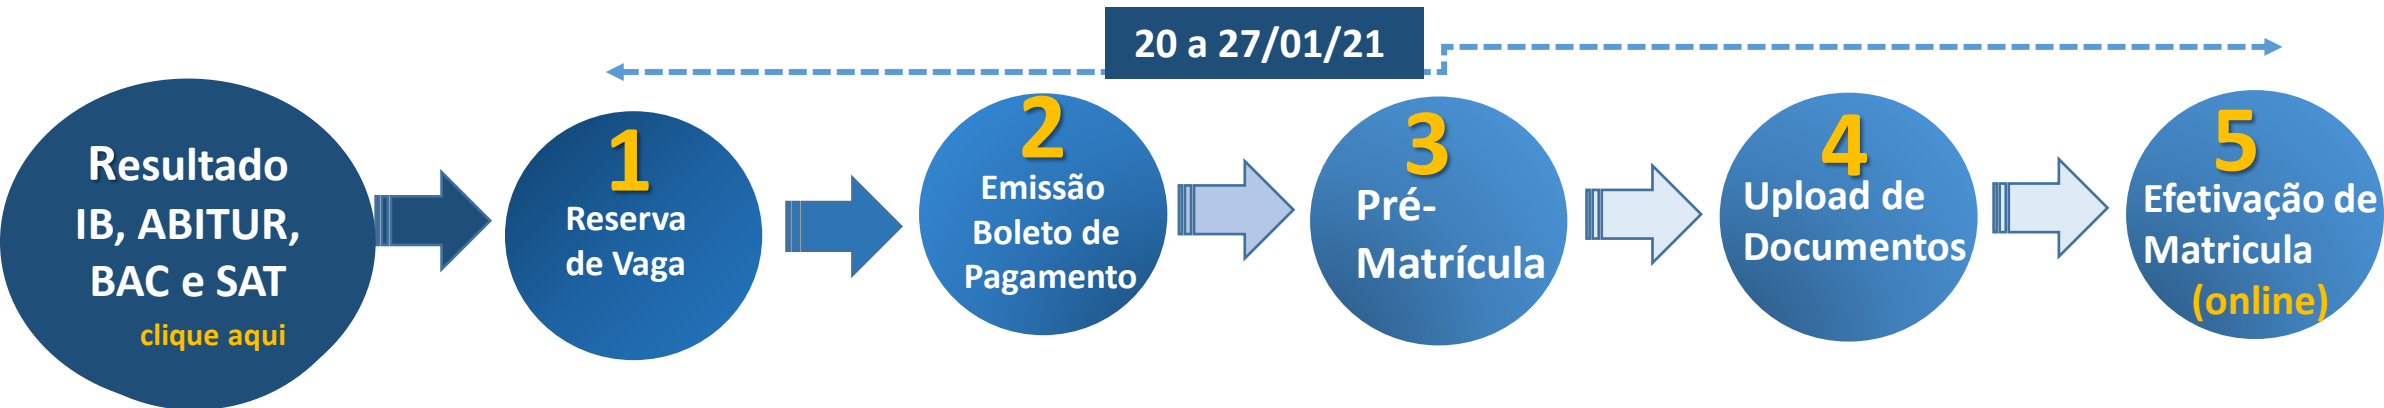 20 a 27/01/21
Resultado
IB, ABITUR,
BAC e SAT
clique aqui
1
Reserva
de Vaga
2
Emissão
Boleto de
Pagamento
3
Pré-
Matrícula
4
Upload de
Documentos
5
Efetivação de
Matricula
(online)